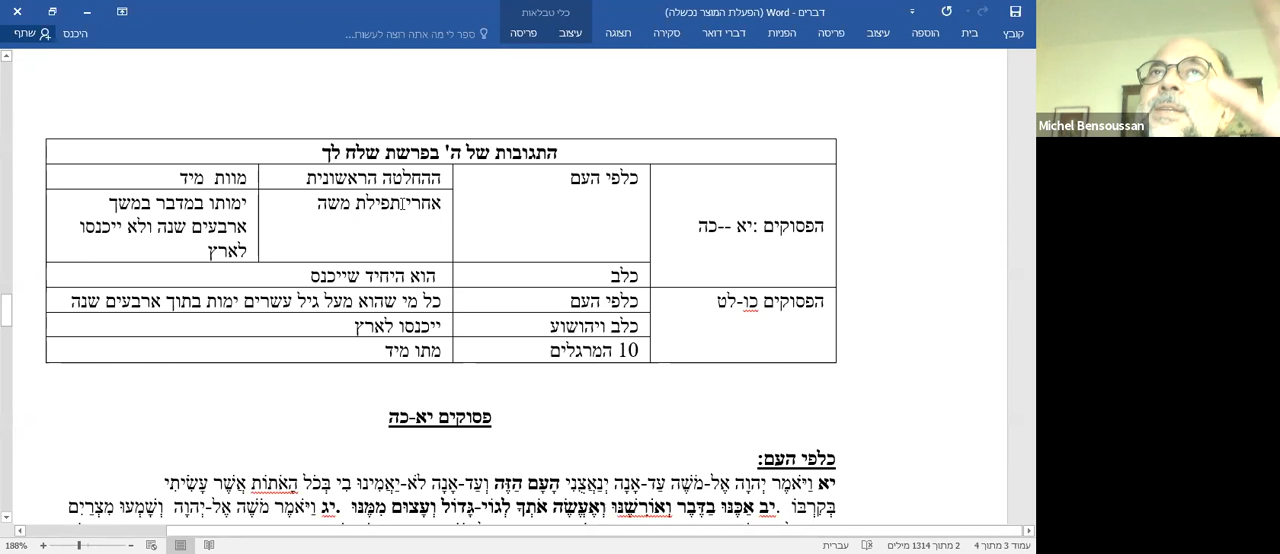 דברים - Word (הפעלת המוצר נכשלה)
כלי טבלאות
קובץ בית הוספה עיצוב פריסה הפניות דברי דואר סקירה תצוגה עיצוב פריסה
ספר לי מה אתה רוצה לעשות...
היכנס
שתף
Michel Bensoussan
התגובות של ה' בפרשת שלח לך
הפסוקים :יא --כה
כלפי העם
ההחלטה הראשונית
מוות מיד
אחרי תפילת משה
ימותו במדבר במשך
ארבעים שנה ולא ייכנסו
לארץ
כלב
הוא היחיד שייכנס
הפסוקים כו-לט
כלפי העם
כל מי שהוא מעל גיל עשרים ימות בתוך ארבעים שנה
כלב ויהושוע
ייכנסו לארץ
10 המרגלים
מתו מיד
פסוקים יא-כה
כלפי העם:
יא וַיֹּאמֶר יְהוָה אֶל-מֹשֶׁה עַד-אָנָה יְנַאֲצֻנִי הָעָם הַזֶּה וְעַד-אָנָה לֹא-יַאֲמִינוּ בִי בְּכֹל הָאֹתוֹת אֲשֶׁר עָשִׂיתִי
בְּקִרְבּוֹ .יב אַכֶּנּוּ בַדֶּבֶר וְאוֹרִשֶׁנּוּ וְאֶעֱשֶׂה אֹתְךָ לְגוֹי-גָּדוֹל וְעָצוּם מִמֶּנּוּ .יג וַיֹּאמֶר מֹשֶׁה אֶל-יְהוָה וְשָׁמְעוּ מִצְרַיִם
עמוד 3 מתוך 4
2 מתוך 1314 מילים
עברית
188%